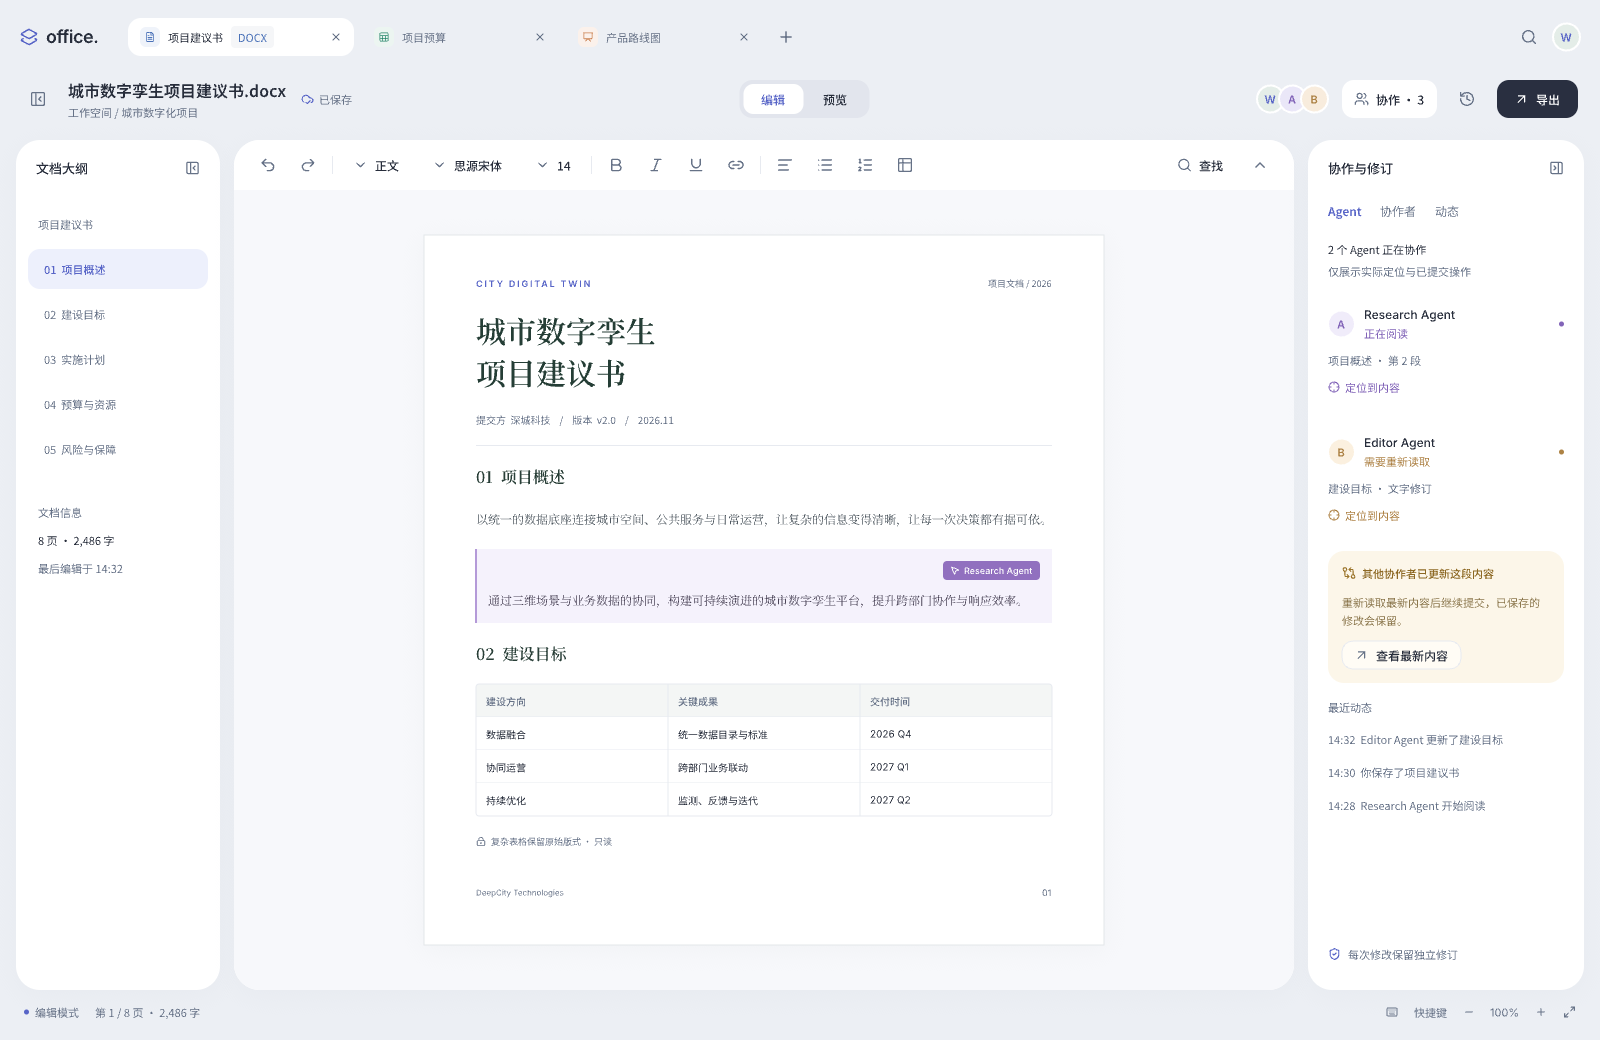 office.
项目建议书 DOCX
项目预算
产品路线图
W
城市数字孪生项目建议书.docx
已保存
工作空间 / 城市数字化项目
编辑 预览
W A B
协作 · 3
导出
文档大纲
项目建议书
01 项目概述
02 建设目标
03 实施计划
04 预算与资源
05 风险与保障
文档信息
8 页 · 2,486 字
最后编辑于 14:32
正文 思源宋体 14 B I U
查找
CITY DIGITAL TWIN
项目文档 / 2026
城市数字孪生
项目建议书
提交方 深城科技 / 版本 v2.0 / 2026.11
01 项目概述
以统一的数据底座连接城市空间、公共服务与日常运营，让复杂的信息变得清晰，让每一次决策都有据可依。
Research Agent
通过三维场景与业务数据的协同，构建可持续演进的城市数字孪生平台，提升跨部门协作与响应效率。
02 建设目标
建设方向 关键成果 交付时间
数据融合 统一数据目录与标准 2026 Q4
协同运营 跨部门业务联动 2027 Q1
持续优化 监测、反馈与迭代 2027 Q2
复杂表格保留原始版式 · 只读
DeepCity Technologies 01
协作与修订
Agent 协作者 动态
2 个 Agent 正在协作
仅展示实际定位与已提交操作
A Research Agent
正在阅读
项目概述 · 第 2 段
定位到内容
B Editor Agent
需要重新读取
建设目标 · 文字修订
定位到内容
其他协作者已更新这段内容
重新读取最新内容后继续提交，已保存的
修改会保留。
查看最新内容
最近动态
14:32 Editor Agent 更新了建设目标
14:30 你保存了项目建议书
14:28 Research Agent 开始阅读
每次修改保留独立修订
编辑模式 第 1 / 8 页 · 2,486 字
快捷键 100%